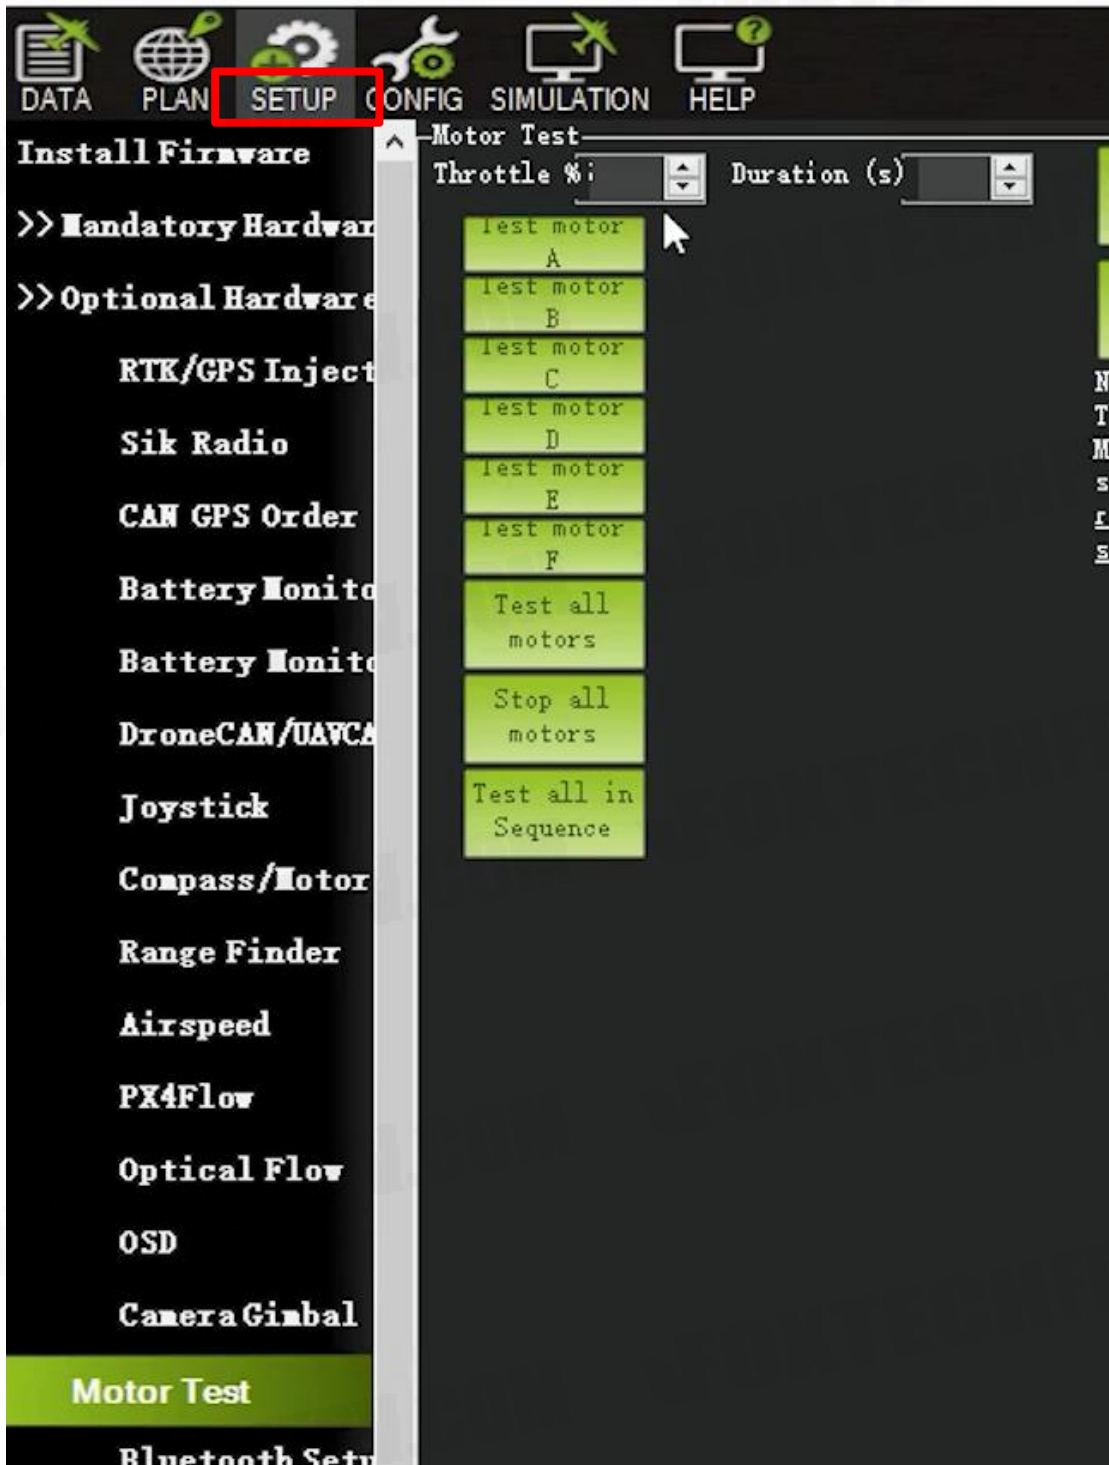 DATA PLAN SETUP CONFIG SIMULATION HELP
Install Firmware
>> Mandatory Hardwar
>> Optional Hardware
RTK/GPS Inject
Sik Radio
CAN GPS Order
Battery Monito
Battery Monito
DroneCAN/UAVCA
Joystick
Compass/Motor
Range Finder
Airspeed
PX4Flow
Optical Flow
OSD
Camera Gimbal
Motor Test
Bluetooth Setu
Motor Test
Throttle % Duration (s)
Test motor
A
Test motor
B
Test motor
C
Test motor
D
Test motor
E
Test motor
F
Test all
motors
Stop all
motors
Test all in
Sequence
N
T
M
s
r
s